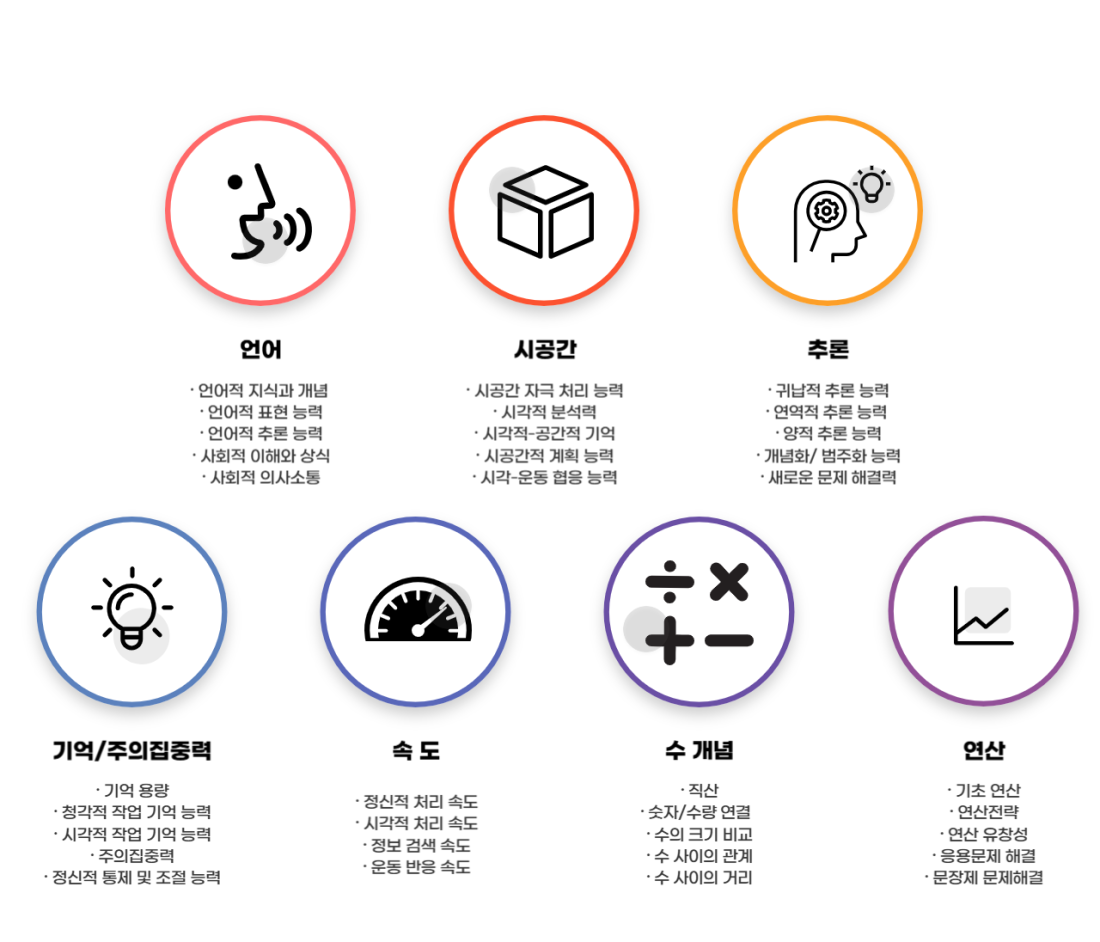 언어
· 언어적 지식과 개념
· 언어적 표현 능력
· 언어적 추론 능력
· 사회적 이해와 상식
· 사회적 의사소통
시공간
· 시공간 자극 처리 능력
· 시각적 분석력
· 시각적-공간적 기억
· 시공간적 계획 능력
· 시각-운동 협응 능력
추론
· 귀납적 추론 능력
· 연역적 추론 능력
· 양적 추론 능력
· 개념화/ 범주화 능력
· 새로운 문제 해결력
기억/주의집중력
· 기억 용량
· 청각적 작업 기억 능력
· 시각적 작업 기억 능력
· 주의집중력
· 정신적 통제 및 조절 능력
속 도
· 정신적 처리 속도
· 시각적 처리 속도
· 정보 검색 속도
· 운동 반응 속도
수 개념
· 직산
· 숫자/수량 연결
· 수의 크기 비교
· 수 사이의 관계
· 수 사이의 거리
연산
· 기초 연산
· 연산전략
· 연산 유창성
· 응용문제 해결
· 문장제 문제해결